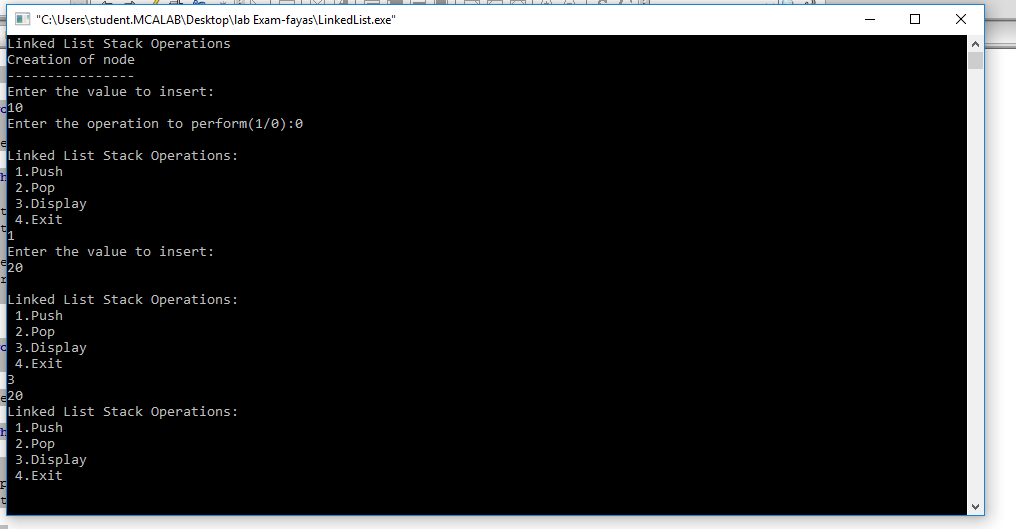 "C:\Users\student.MCALAB\Desktop\lab Exam-fayas\LinkedList.exe"
Linked List Stack Operations
Creation of node
----------------
Enter the value to insert:
10
Enter the operation to perform(1/0):0
Linked List Stack Operations:
1.Push
2.Pop
3.Display
4.Exit
1
Enter the value to insert:
20
Linked List Stack Operations:
1.Push
2.Pop
3.Display
4.Exit
3
20
Linked List Stack Operations:
1.Push
2.Pop
3.Display
4.Exit